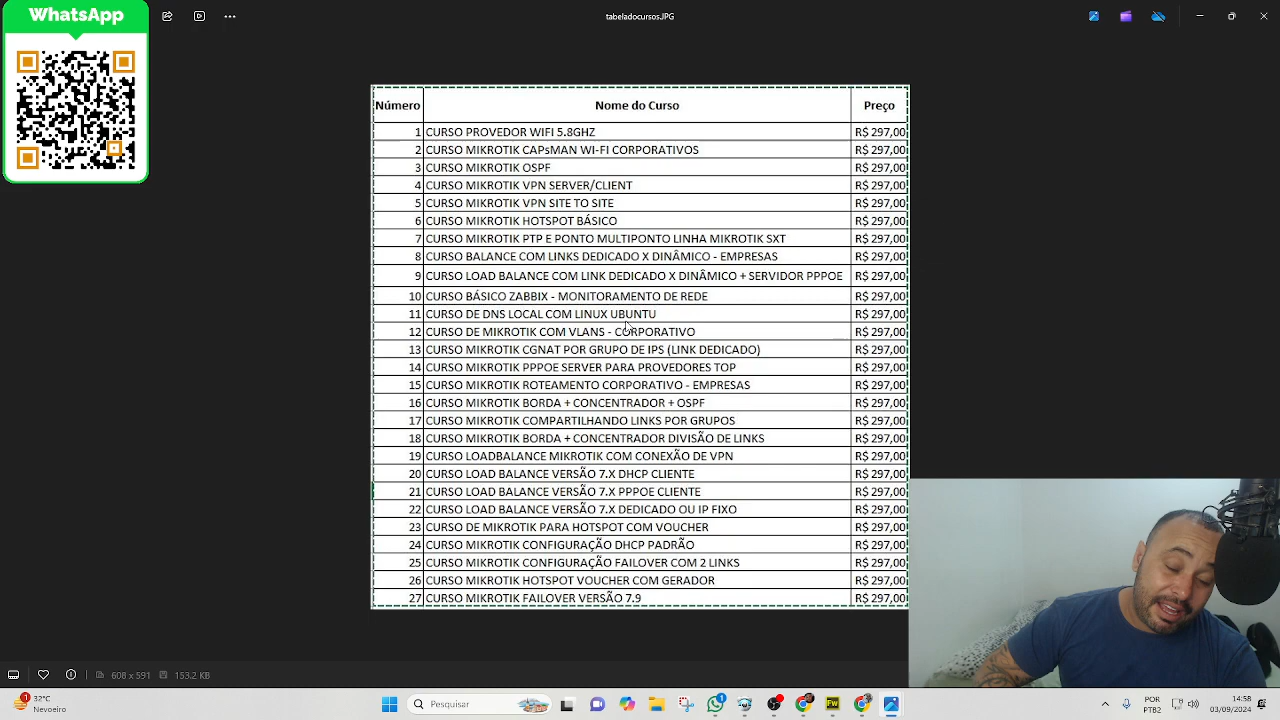 WhatsApp
tabeladocursosJPG
Número Nome do Curso Preço
1 CURSO PROVEDOR WIFI 5.8GHZ R$ 297,00
2 CURSO MIKROTIK CAPsMAN WI-FI CORPORATIVOS R$ 297,00
3 CURSO MIKROTIK OSPF R$ 297,00
4 CURSO MIKROTIK VPN SERVER/CLIENT R$ 297,00
5 CURSO MIKROTIK VPN SITE TO SITE R$ 297,00
6 CURSO MIKROTIK HOTSPOT BÁSICO R$ 297,00
7 CURSO MIKROTIK PTP E PONTO MULTIPONTO LINHA MIKROTIK SXT R$ 297,00
8 CURSO BALANCE COM LINKS DEDICADO X DINÂMICO - EMPRESAS R$ 297,00
9 CURSO LOAD BALANCE COM LINK DEDICADO X DINÂMICO + SERVIDOR PPPOE R$ 297,00
10 CURSO BÁSICO ZABBIX - MONITORAMENTO DE REDE R$ 297,00
11 CURSO DE DNS LOCAL COM LINUX UBUNTU R$ 297,00
12 CURSO DE MIKROTIK COM VLANS - CORPORATIVO R$ 297,00
13 CURSO MIKROTIK CGNAT POR GRUPO DE IPS (LINK DEDICADO) R$ 297,00
14 CURSO MIKROTIK PPPOE SERVER PARA PROVEDORES TOP R$ 297,00
15 CURSO MIKROTIK ROTEAMENTO CORPORATIVO - EMPRESAS R$ 297,00
16 CURSO MIKROTIK BORDA + CONCENTRADOR + OSPF R$ 297,00
17 CURSO MIKROTIK COMPARTILHANDO LINKS POR GRUPOS R$ 297,00
18 CURSO MIKROTIK BORDA + CONCENTRADOR DIVISÃO DE LINKS R$ 297,00
19 CURSO LOADBALANCE MIKROTIK COM CONEXÃO DE VPN R$ 297,00
20 CURSO LOAD BALANCE VERSÃO 7.X DHCP CLIENTE R$ 297,00
21 CURSO LOAD BALANCE VERSÃO 7.X PPPOE CLIENTE R$ 297,00
22 CURSO LOAD BALANCE VERSÃO 7.X DEDICADO OU IP FIXO R$ 297,00
23 CURSO DE MIKROTIK PARA HOTSPOT COM VOUCHER R$ 297,00
24 CURSO MIKROTIK CONFIGURAÇÃO DHCP PADRÃO R$ 297,00
25 CURSO MIKROTIK CONFIGURAÇÃO FAILOVER COM 2 LINKS R$ 297,00
26 CURSO MIKROTIK HOTSPOT VOUCHER COM GERADOR R$ 297,00
27 CURSO MIKROTIK FAILOVER VERSÃO 7.9 R$ 297,00
608 x 591 153.2 KB
1 32°C
Nevoeiro
Pesquisar
1
FW
POR
PTB2
14:58
03/09/2024